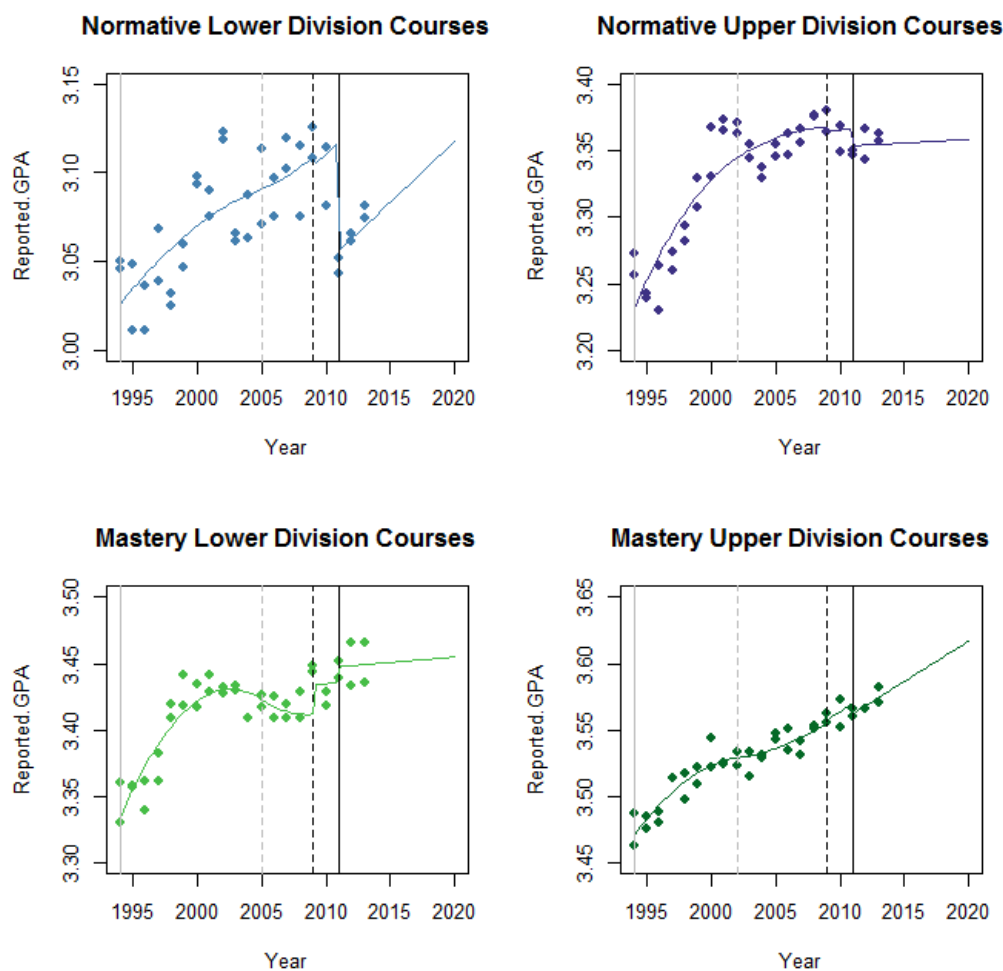 Normative Lower Division Courses
Reported.GPA
3.00 3.05 3.10 3.15
1995 2000 2005 2010 2015 2020
Year
Normative Upper Division Courses
Reported.GPA
3.20 3.25 3.30 3.35 3.40
1995 2000 2005 2010 2015 2020
Year
Mastery Lower Division Courses
Reported.GPA
3.30 3.35 3.40 3.45 3.50
1995 2000 2005 2010 2015 2020
Year
Mastery Upper Division Courses
Reported.GPA
3.45 3.50 3.55 3.60 3.65
1995 2000 2005 2010 2015 2020
Year